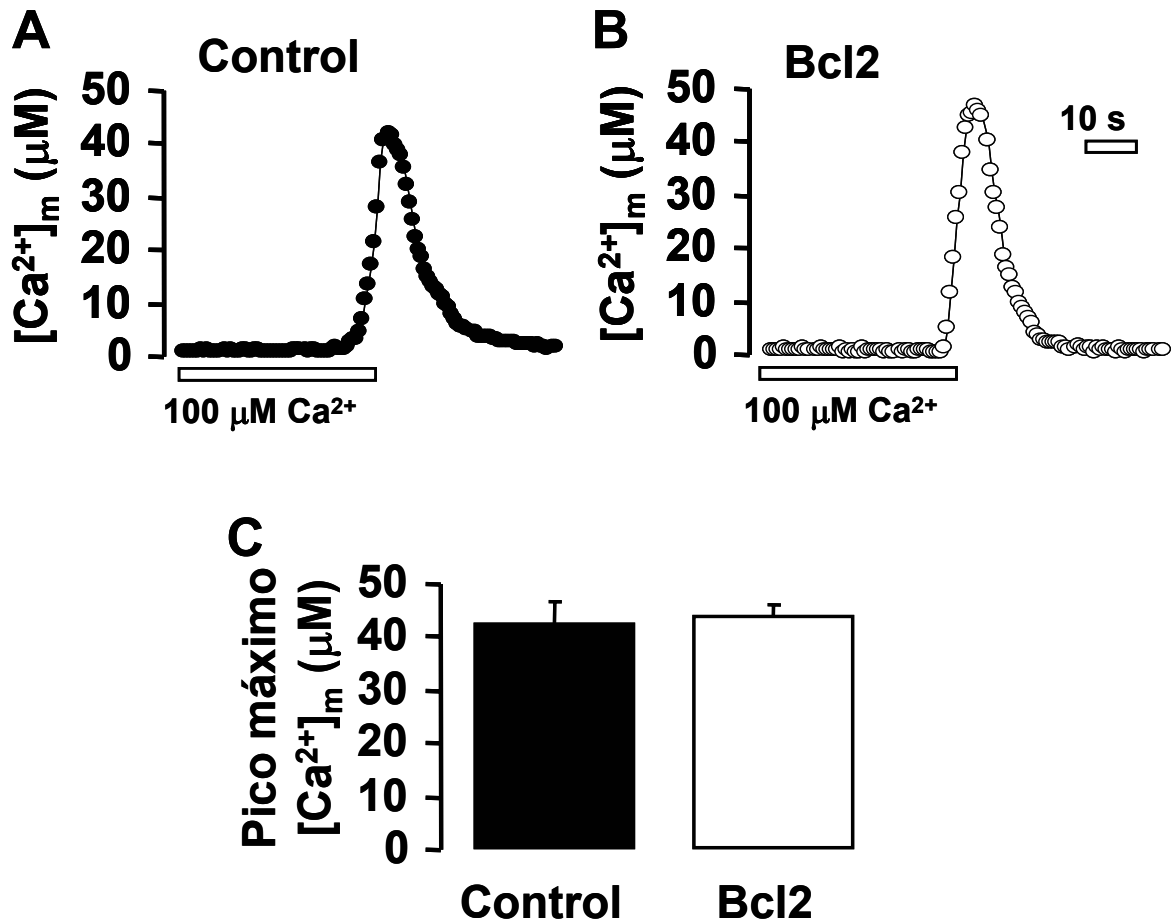 A
Control
[Ca²⁺]m (μM)
50
40
30
20
10
0
100 μM Ca²⁺
B
Bcl2
10 s
[Ca²⁺]m (μM)
50
40
30
20
10
0
100 μM Ca²⁺
C
Pico máximo
[Ca²⁺]m (μM)
50
40
30
20
10
0
Control
Bcl2